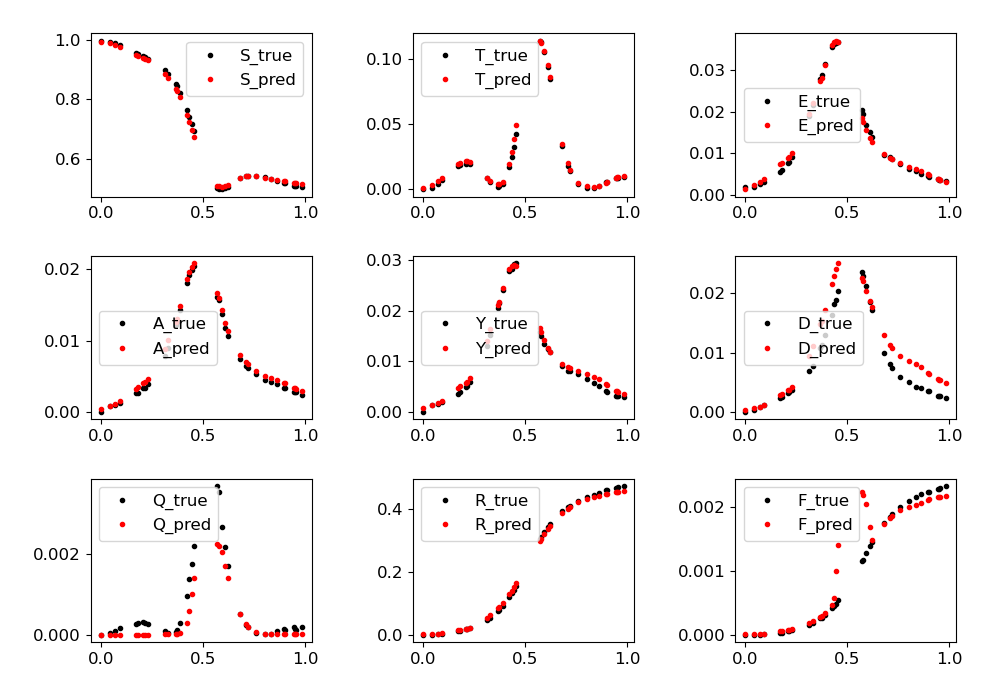 1.0
0.8
0.6
0.0 0.5 1.0
S_true
S_pred
0.10
0.05
0.00
0.0 0.5 1.0
T_true
T_pred
0.03
0.02
0.01
0.00
0.0 0.5 1.0
E_true
E_pred
0.02
0.01
0.00
0.0 0.5 1.0
A_true
A_pred
0.03
0.02
0.01
0.00
0.0 0.5 1.0
Y_true
Y_pred
0.02
0.01
0.00
0.0 0.5 1.0
D_true
D_pred
0.002
0.000
0.0 0.5 1.0
Q_true
Q_pred
0.4
0.2
0.0
0.0 0.5 1.0
R_true
R_pred
0.002
0.001
0.000
0.0 0.5 1.0
F_true
F_pred